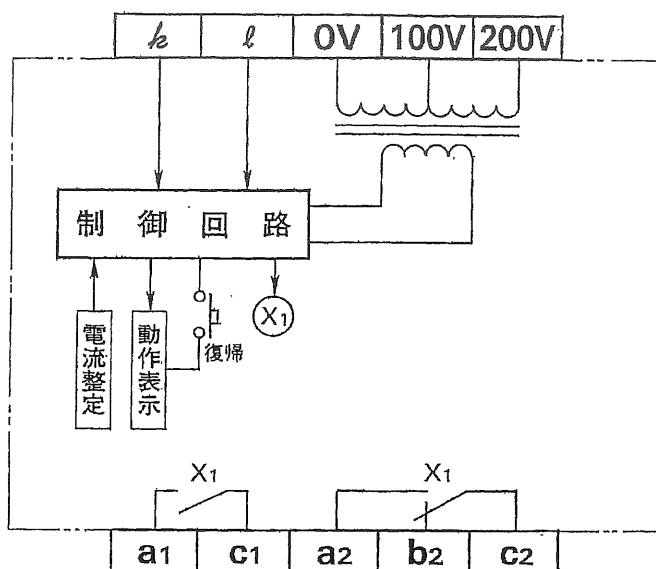 k ℓ 0V 100V 200V
制御回路
電流整定
動作表示
復帰
X1
X1
X1
a1 c1 a2 b2 c2